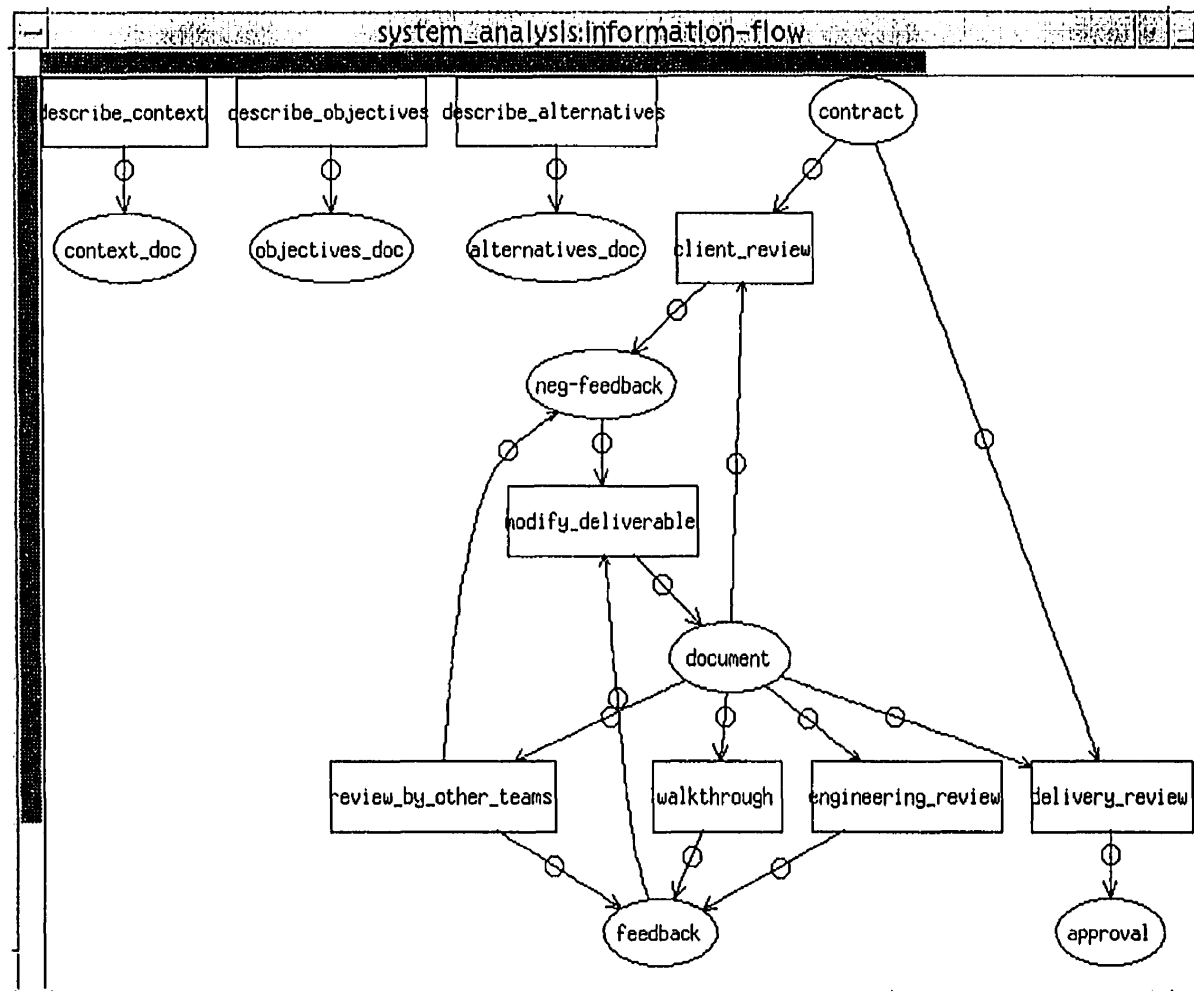 system_analysis:information-flow
describe_context
describe_objectives
describe_alternatives
contract
context_doc
objectives_doc
alternatives_doc
client_review
neg-feedback
modify_deliverable
document
review_by_other_teams
walkthrough
engineering_review
delivery_review
feedback
approval